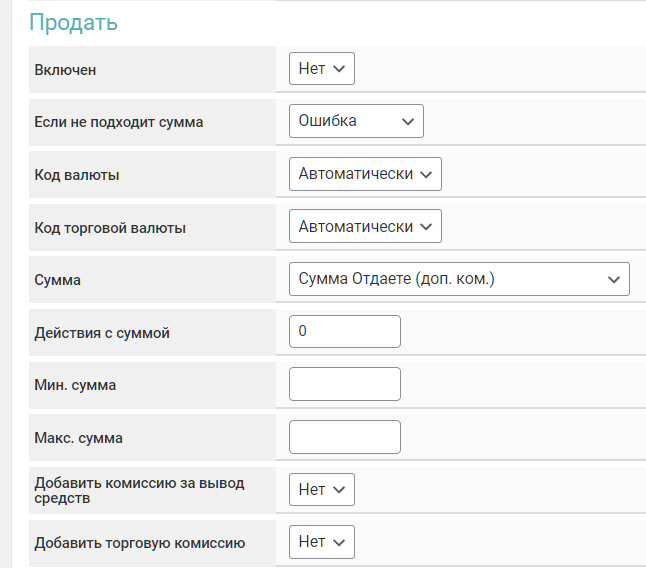 Продать
Включен
Нет
Если не подходит сумма
Ошибка
Код валюты
Автоматически
Код торговой валюты
Автоматически
Сумма
Сумма Отдаете (доп. ком.)
Действия с суммой
0
Мин. сумма
Макс. сумма
Добавить комиссию за вывод
средств
Нет
Добавить торговую комиссию
Нет